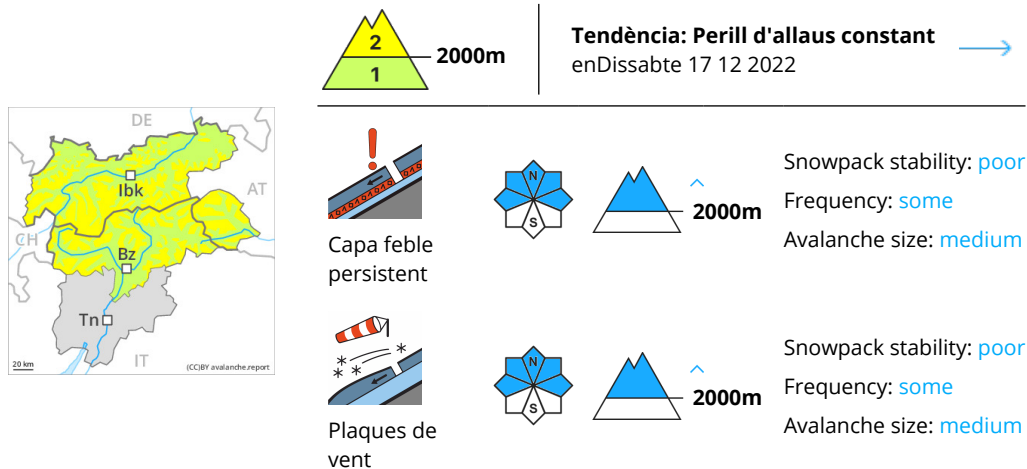 2
1
2000m
Tendència: Perill d'allaus constant
enDissabte 17 12 2022
DE
AT
CH
IT
Ibk
Bz
Tn
20 km
(CC)BY avalanche.report
Capa feble
persistent
N
S
2000m
Snowpack stability: poor
Frequency: some
Avalanche size: medium
Plaques de
vent
N
S
2000m
Snowpack stability: poor
Frequency: some
Avalanche size: medium